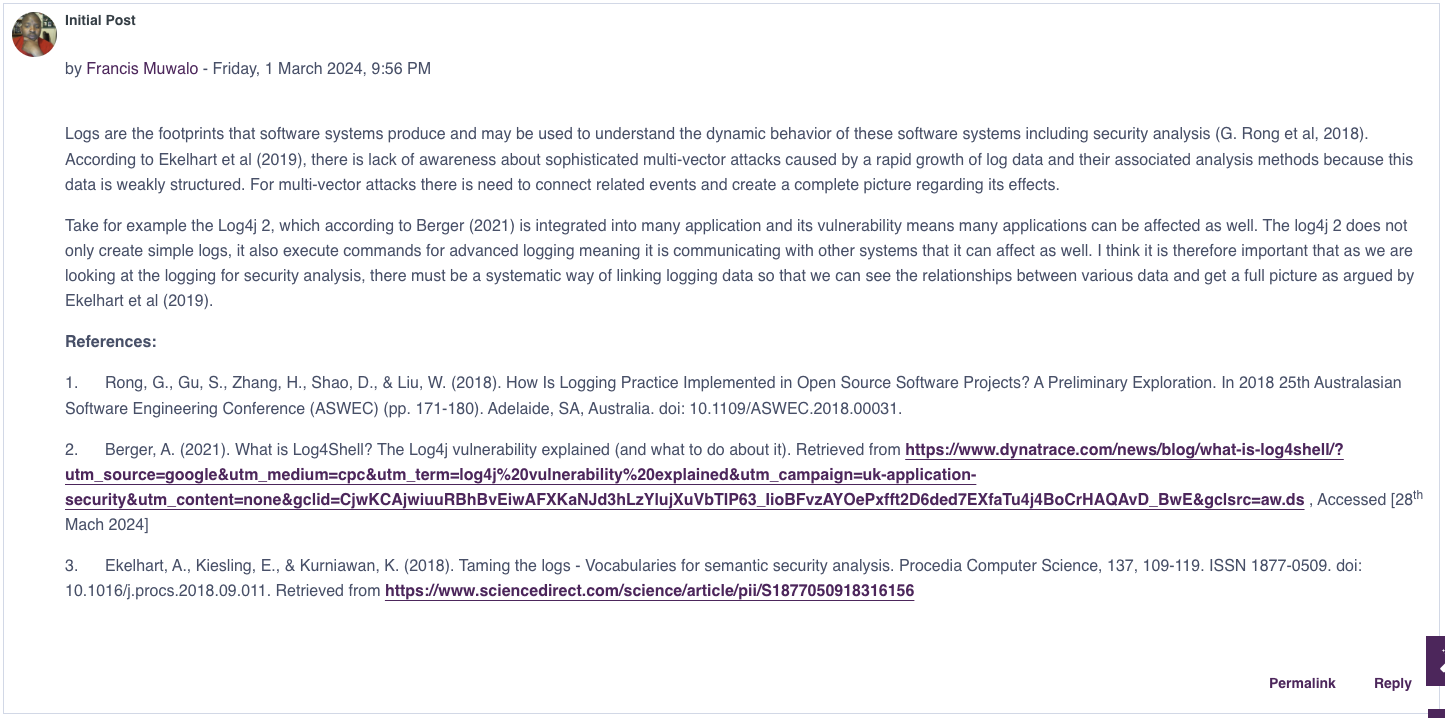 Initial Post
by Francis Muwalo - Friday, 1 March 2024, 9:56 PM
Logs are the footprints that software systems produce and may be used to understand the dynamic behavior of these software systems including security analysis (G. Rong et al, 2018).
According to Ekelhart et al (2019), there is lack of awareness about sophisticated multi-vector attacks caused by a rapid growth of log data and their associated analysis methods because this
data is weakly structured. For multi-vector attacks there is need to connect related events and create a complete picture regarding its effects.
Take for example the Log4j 2, which according to Berger (2021) is integrated into many application and its vulnerability means many applications can be affected as well. The log4j 2 does not
only create simple logs, it also execute commands for advanced logging meaning it is communicating with other systems that it can affect as well. I think it is therefore important that as we are
looking at the logging for security analysis, there must be a systematic way of linking logging data so that we can see the relationships between various data and get a full picture as argued by
Ekelhart et al (2019).
References:
1. Rong, G., Gu, S., Zhang, H., Shao, D., & Liu, W. (2018). How Is Logging Practice Implemented in Open Source Software Projects? A Preliminary Exploration. In 2018 25th Australasian
Software Engineering Conference (ASWEC) (pp. 171-180). Adelaide, SA, Australia. doi: 10.1109/ASWEC.2018.00031.
2. Berger, A. (2021). What is Log4Shell? The Log4j vulnerability explained (and what to do about it). Retrieved from https://www.dynatrace.com/news/blog/what-is-log4shell/?
utm_source=google&utm_medium=cpc&utm_term=log4j%20vulnerability%20explained&utm_campaign=uk-application-
security&utm_content=none&gclid=CjwKCAjwiuuRBhBvEiwAFXKaNJd3hLzYlujXuVbTlP63_lioBFvzAYOePxfft2D6ded7EXfaTu4j4BoCrHAQAvD_BwE&gclsrc=aw.ds , Accessed [28th
Mach 2024]
3. Ekelhart, A., Kiesling, E., & Kurniawan, K. (2018). Taming the logs - Vocabularies for semantic security analysis. Procedia Computer Science, 137, 109-119. ISSN 1877-0509. doi:
10.1016/j.procs.2018.09.011. Retrieved from https://www.sciencedirect.com/science/article/pii/S1877050918316156
Permalink Reply